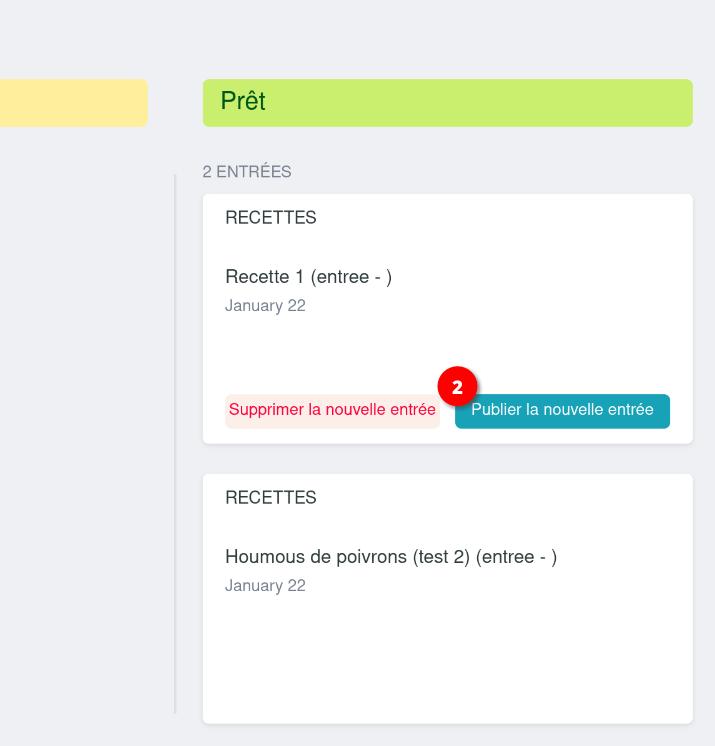 Prêt
2 ENTRÉES
RECETTES
Recette 1 (entree - )
January 22
2
Supprimer la nouvelle entrée
Publier la nouvelle entrée
RECETTES
Houmous de poivrons (test 2) (entree - )
January 22